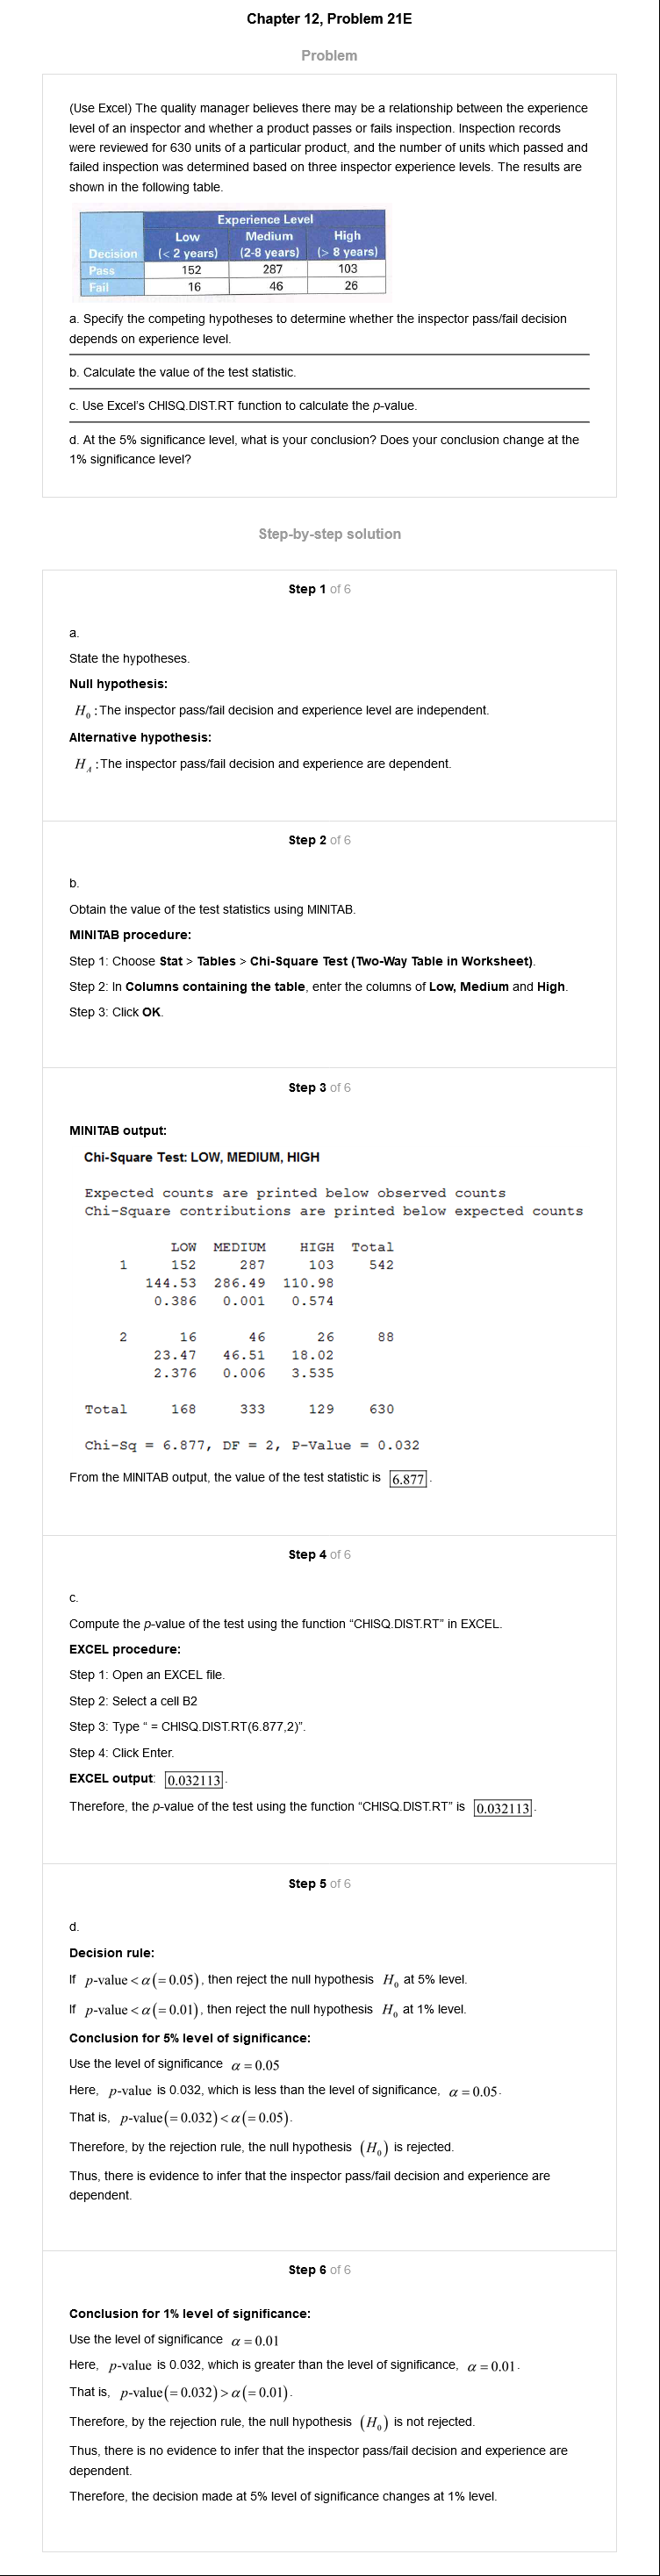 Chapter 12, Problem 21E
Problem
(Use Excel) The quality manager believes there may be a relationship between the experience
level of an inspector and whether a product passes or fails inspection. Inspection records
were reviewed for 630 units of a particular product, and the number of units which passed and
failed inspection was determined based on three inspector experience levels. The results are
shown in the following table.
Experience Level
Low Medium High
Decision (< 2 years) (2-8 years) (> 8 years)
Pass 152 287 103
Fail 16 46 26
a. Specify the competing hypotheses to determine whether the inspector pass/fail decision
depends on experience level.
b. Calculate the value of the test statistic.
c. Use Excel's CHISQ.DIST.RT function to calculate the p-value.
d. At the 5% significance level, what is your conclusion? Does your conclusion change at the
1% significance level?
Step-by-step solution
Step 1 of 6
a.
State the hypotheses.
Null hypothesis:
H₀ : The inspector pass/fail decision and experience level are independent.
Alternative hypothesis:
H_A : The inspector pass/fail decision and experience are dependent.
Step 2 of 6
b.
Obtain the value of the test statistics using MINITAB.
MINITAB procedure:
Step 1: Choose Stat > Tables > Chi-Square Test (Two-Way Table in Worksheet).
Step 2: In Columns containing the table, enter the columns of Low, Medium and High.
Step 3: Click OK.
Step 3 of 6
MINITAB output:
Chi-Square Test: LOW, MEDIUM, HIGH
Expected counts are printed below observed counts
Chi-Square contributions are printed below expected counts
LOW MEDIUM HIGH Total
1 152 287 103 542
144.53 286.49 110.98
0.386 0.001 0.574
2 16 46 26 88
23.47 46.51 18.02
2.376 0.006 3.535
Total 168 333 129 630
Chi-Sq = 6.877, DF = 2, P-Value = 0.032
From the MINITAB output, the value of the test statistic is 6.877.
Step 4 of 6
c.
Compute the p-value of the test using the function “CHISQ.DIST.RT” in EXCEL.
EXCEL procedure:
Step 1: Open an EXCEL file.
Step 2: Select a cell B2
Step 3: Type “ = CHISQ.DIST.RT(6.877,2)”.
Step 4: Click Enter.
EXCEL output: 0.032113.
Therefore, the p-value of the test using the function “CHISQ.DIST.RT” is 0.032113.
Step 5 of 6
d.
Decision rule:
If p-value < α (= 0.05), then reject the null hypothesis H₀ at 5% level.
If p-value < α (= 0.01), then reject the null hypothesis H₀ at 1% level.
Conclusion for 5% level of significance:
Use the level of significance α = 0.05
Here, p-value is 0.032, which is less than the level of significance, α = 0.05.
That is, p-value (= 0.032) < α (= 0.05).
Therefore, by the rejection rule, the null hypothesis (H₀) is rejected.
Thus, there is evidence to infer that the inspector pass/fail decision and experience are
dependent.
Step 6 of 6
Conclusion for 1% level of significance:
Use the level of significance α = 0.01
Here, p-value is 0.032, which is greater than the level of significance, α = 0.01.
That is, p-value (= 0.032) > α (= 0.01).
Therefore, by the rejection rule, the null hypothesis (H₀) is not rejected.
Thus, there is no evidence to infer that the inspector pass/fail decision and experience are
dependent.
Therefore, the decision made at 5% level of significance changes at 1% level.